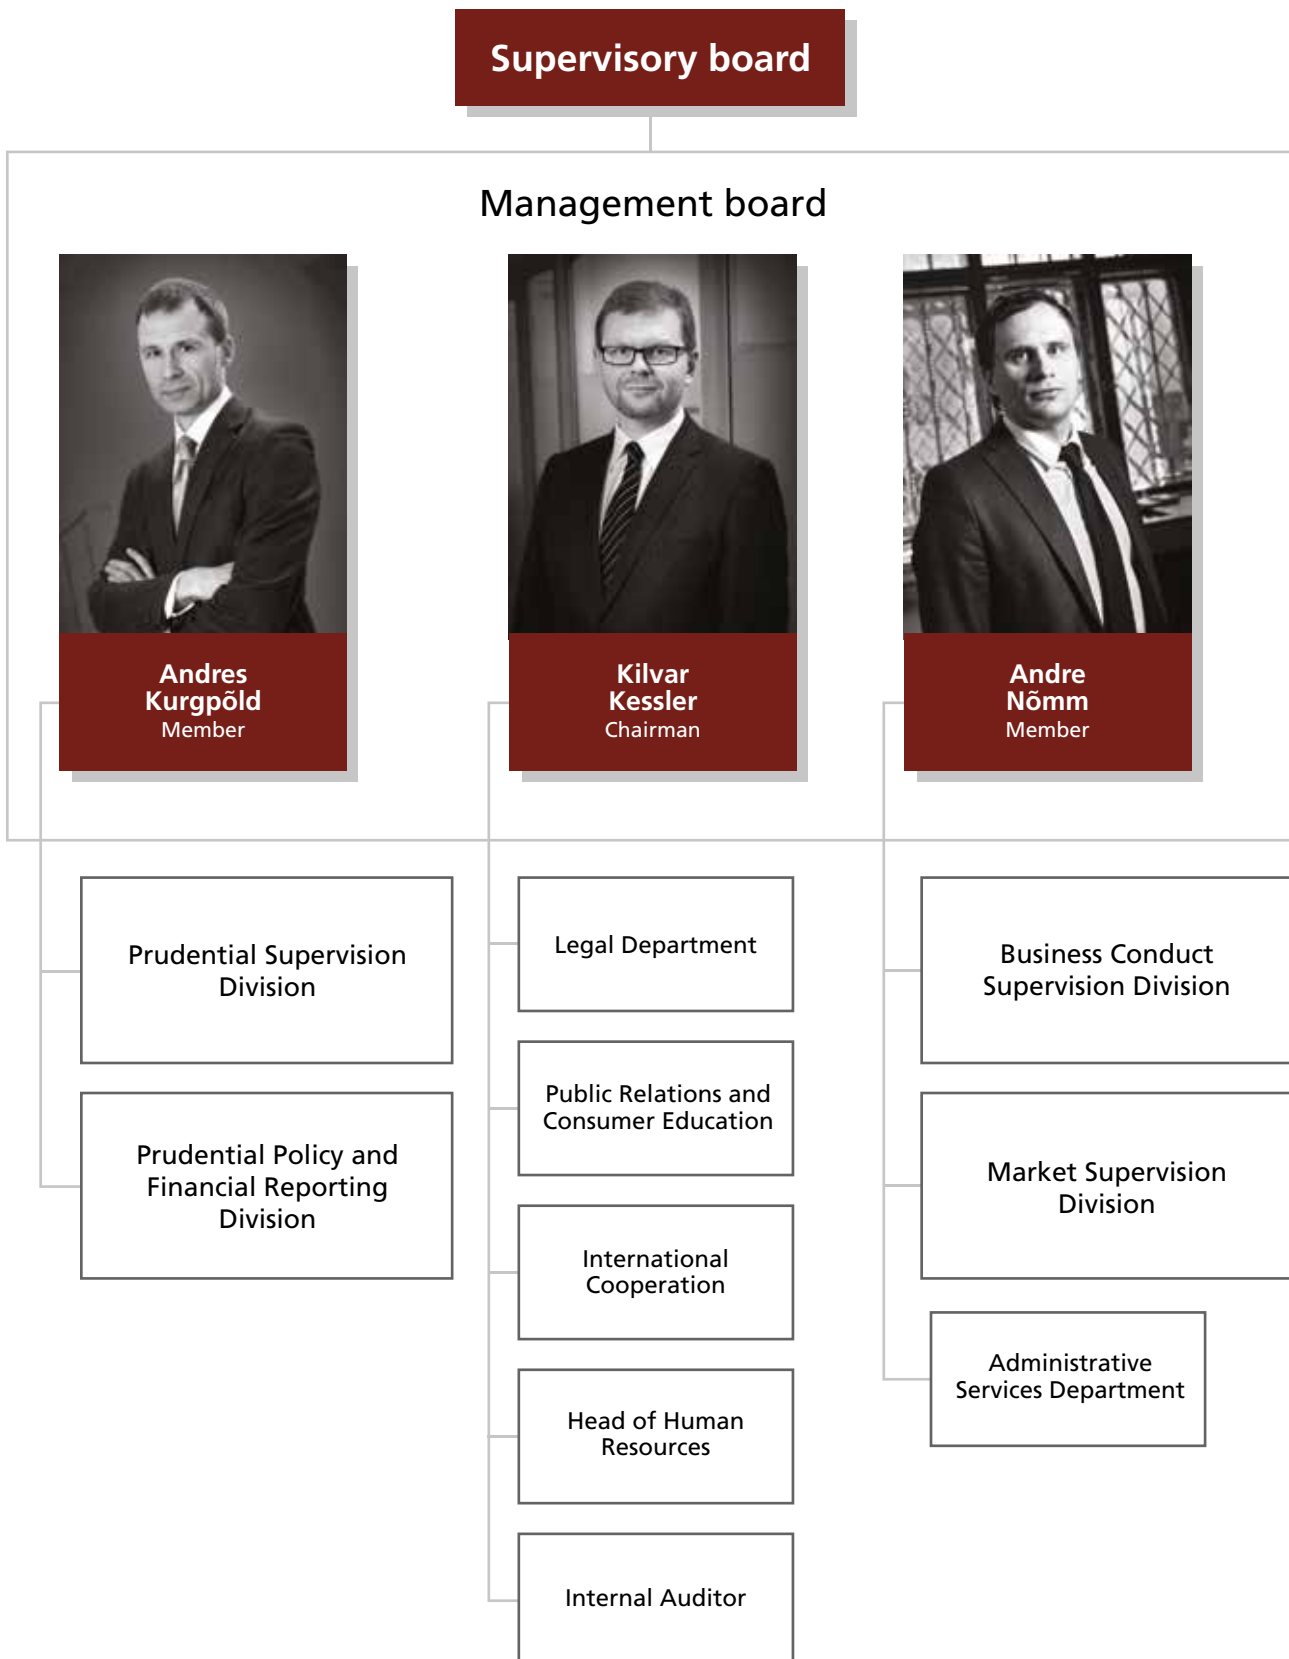 Supervisory board
Management board
Andres
Kurgpõld
Member
Kilvar
Kessler
Chairman
Andre
Nõmm
Member
Prudential Supervision
Division
Prudential Policy and
Financial Reporting
Division
Legal Department
Public Relations and
Consumer Education
International
Cooperation
Head of Human
Resources
Internal Auditor
Business Conduct
Supervision Division
Market Supervision
Division
Administrative
Services Department